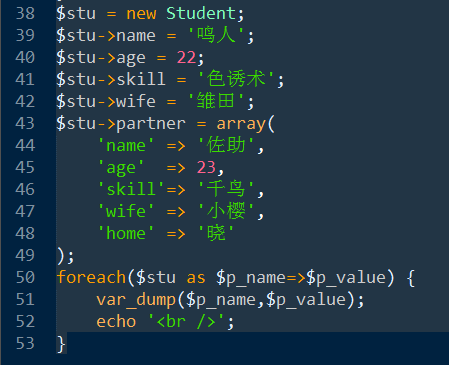 38 $stu = new Student;
39 $stu->name = '鸣人';
40 $stu->age = 22;
41 $stu->skill = '色诱术';
42 $stu->wife = '雏田';
43 $stu->partner = array(
44     'name' => '佐助',
45     'age'  => 23,
46     'skill'=> '千鸟',
47     'wife' => '小樱',
48     'home' => '晓'
49 );
50 foreach($stu as $p_name=>$p_value) {
51     var_dump($p_name,$p_value);
52     echo '<br />';
53 }